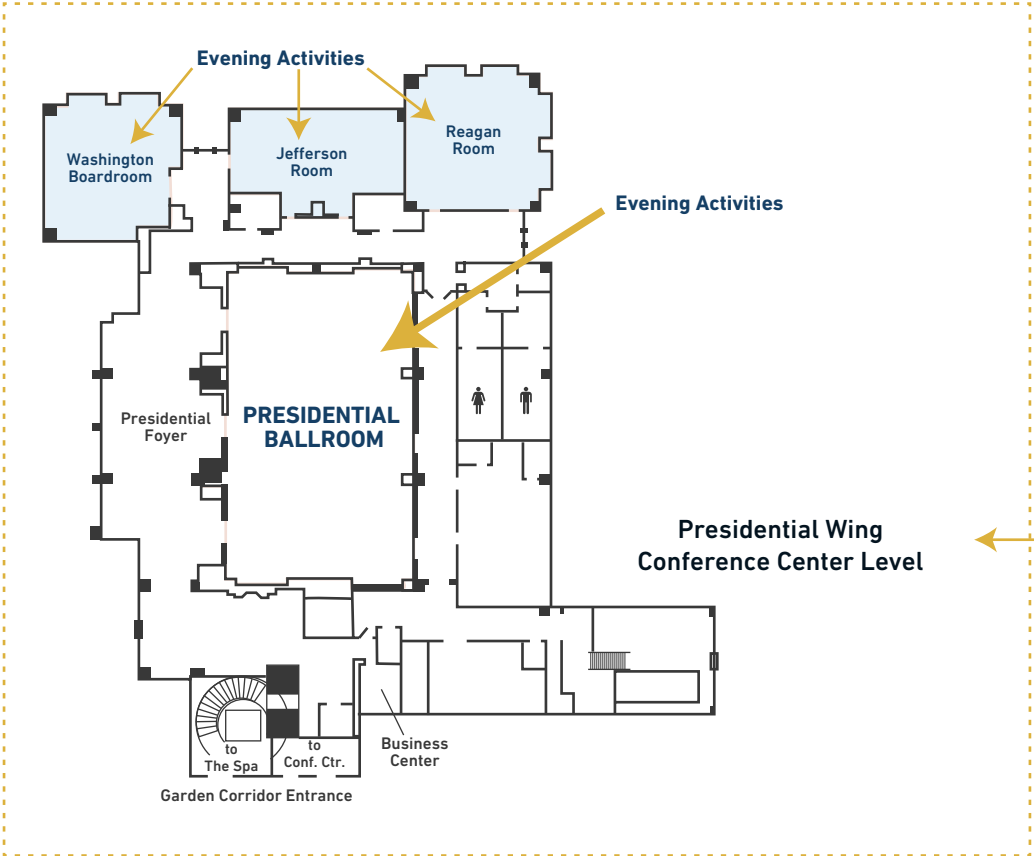 Evening Activities
Washington
Boardroom
Jefferson
Room
Reagan
Room
Evening Activities
Presidential
Foyer
PRESIDENTIAL
BALLROOM
Presidential Wing
Conference Center Level
to
The Spa
to
Conf. Ctr.
Business
Center
Garden Corridor Entrance